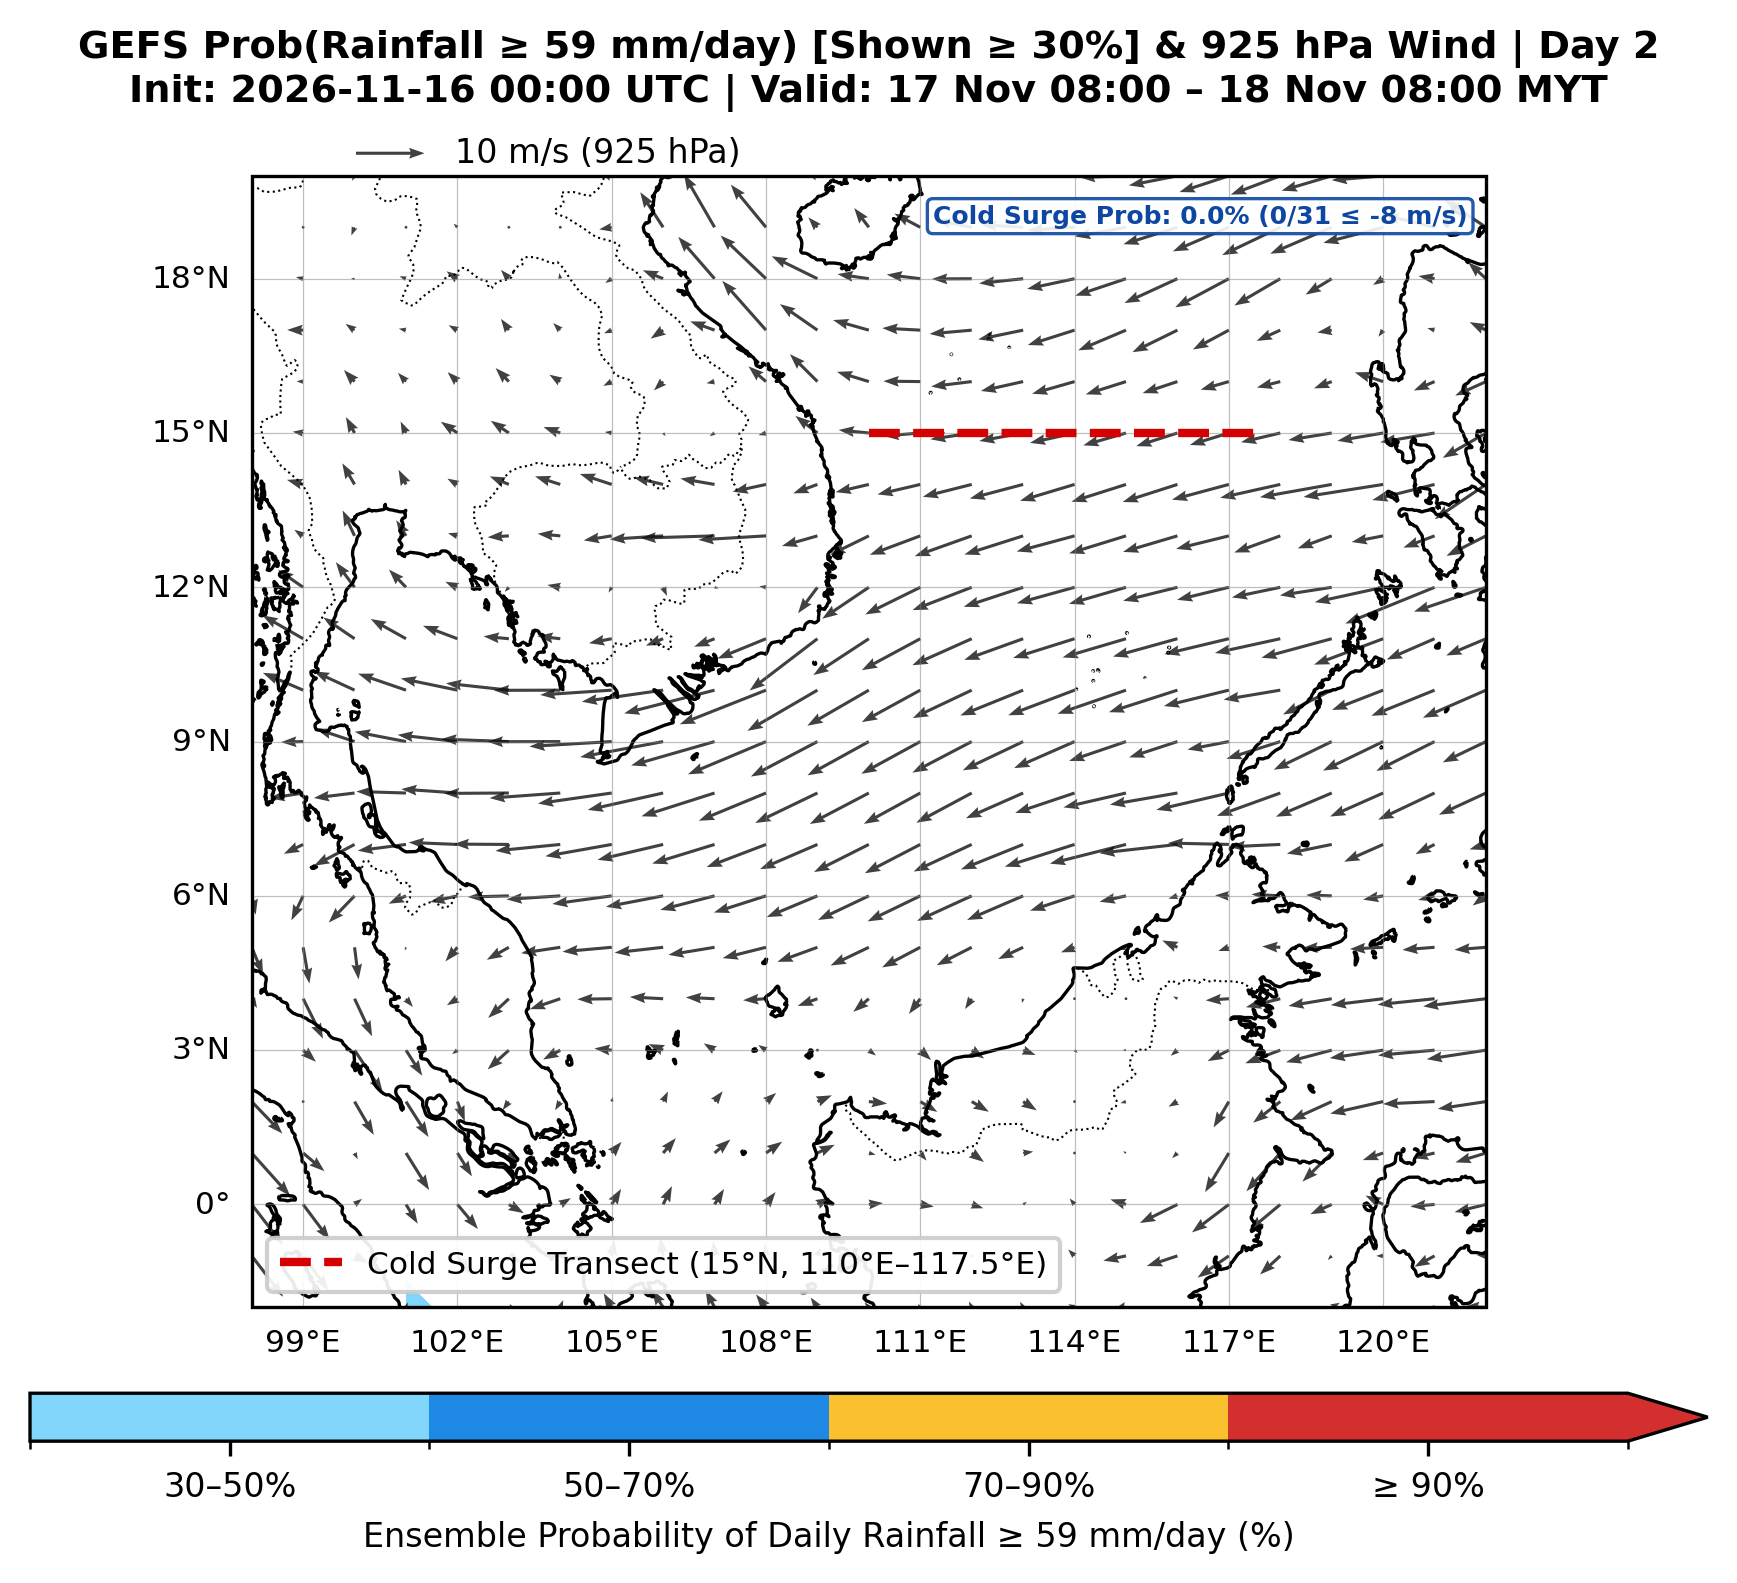 GEFS Prob(Rainfall ≥ 59 mm/day) [Shown ≥ 30%] & 925 hPa Wind | Day 2
Init: 2026-11-16 00:00 UTC | Valid: 17 Nov 08:00 – 18 Nov 08:00 MYT
10 m/s (925 hPa)
Cold Surge Prob: 0.0% (0/31 ≤ -8 m/s)
18°N
15°N
12°N
9°N
6°N
3°N
0°
Cold Surge Transect (15°N, 110°E–117.5°E)
99°E 102°E 105°E 108°E 111°E 114°E 117°E 120°E
30–50% 50–70% 70–90% ≥ 90%
Ensemble Probability of Daily Rainfall ≥ 59 mm/day (%)